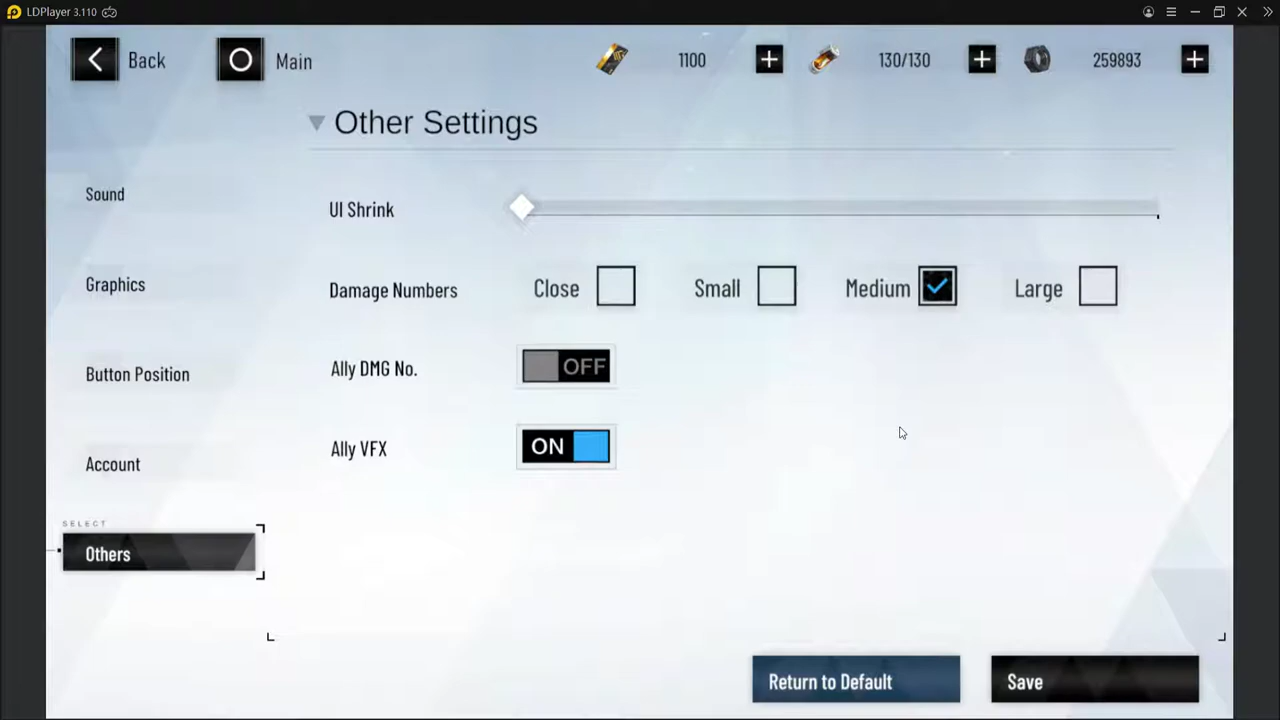 LDPlayer 3.110
Back
Main
1100
130/130
259893
Other Settings
Sound
Graphics
Button Position
Account
SELECT
Others
UI Shrink
Damage Numbers
Close
Small
Medium
Large
Ally DMG No.
OFF
Ally VFX
ON
Return to Default
Save